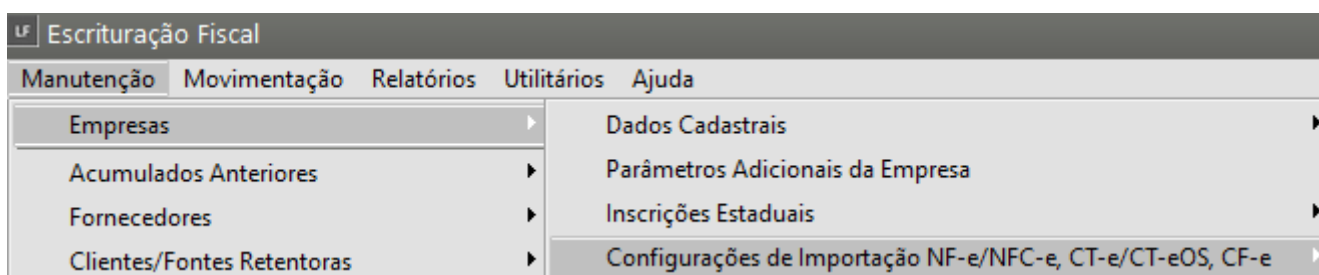 LF Escrituração Fiscal
Manutenção Movimentação Relatórios Utilitários Ajuda
Empresas
Acumulados Anteriores
Fornecedores
Clientes/Fontes Retentoras
Dados Cadastrais
Parâmetros Adicionais da Empresa
Inscrições Estaduais
Configurações de Importação NF-e/NFC-e, CT-e/CT-eOS, CF-e